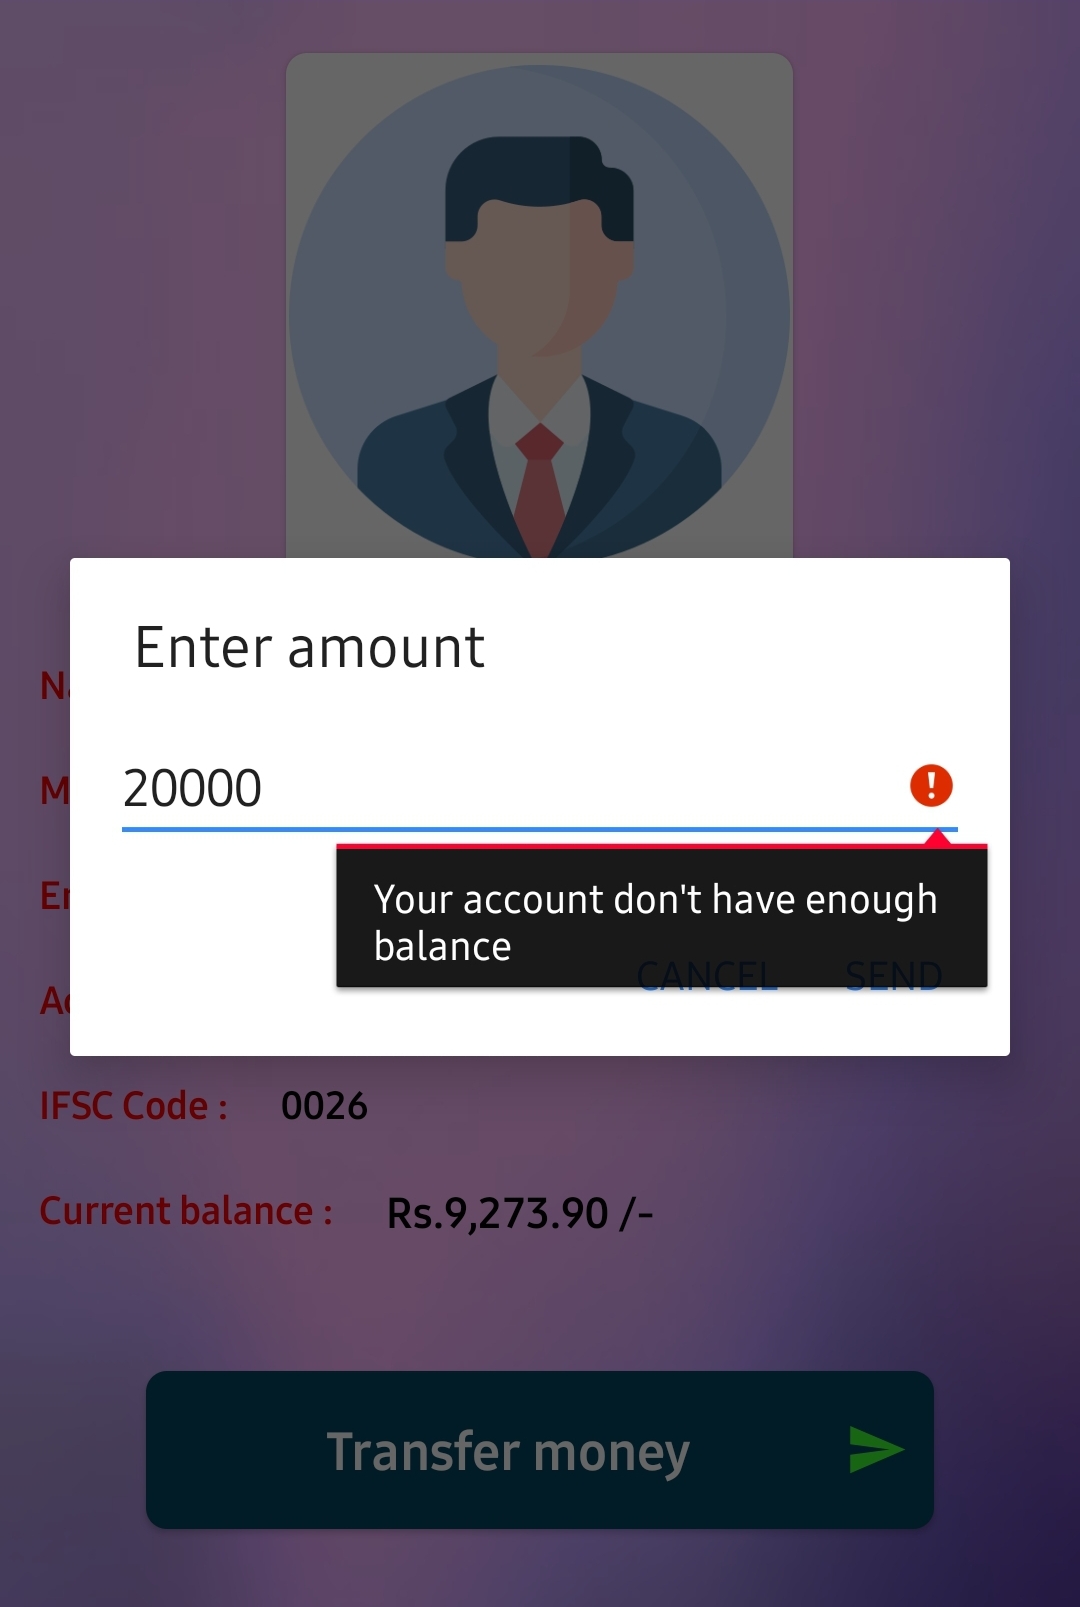 Enter amount
20000
Your account don't have enough
balance
CANCEL SEND
IFSC Code : 0026
Current balance : Rs.9,273.90 /-
Transfer money